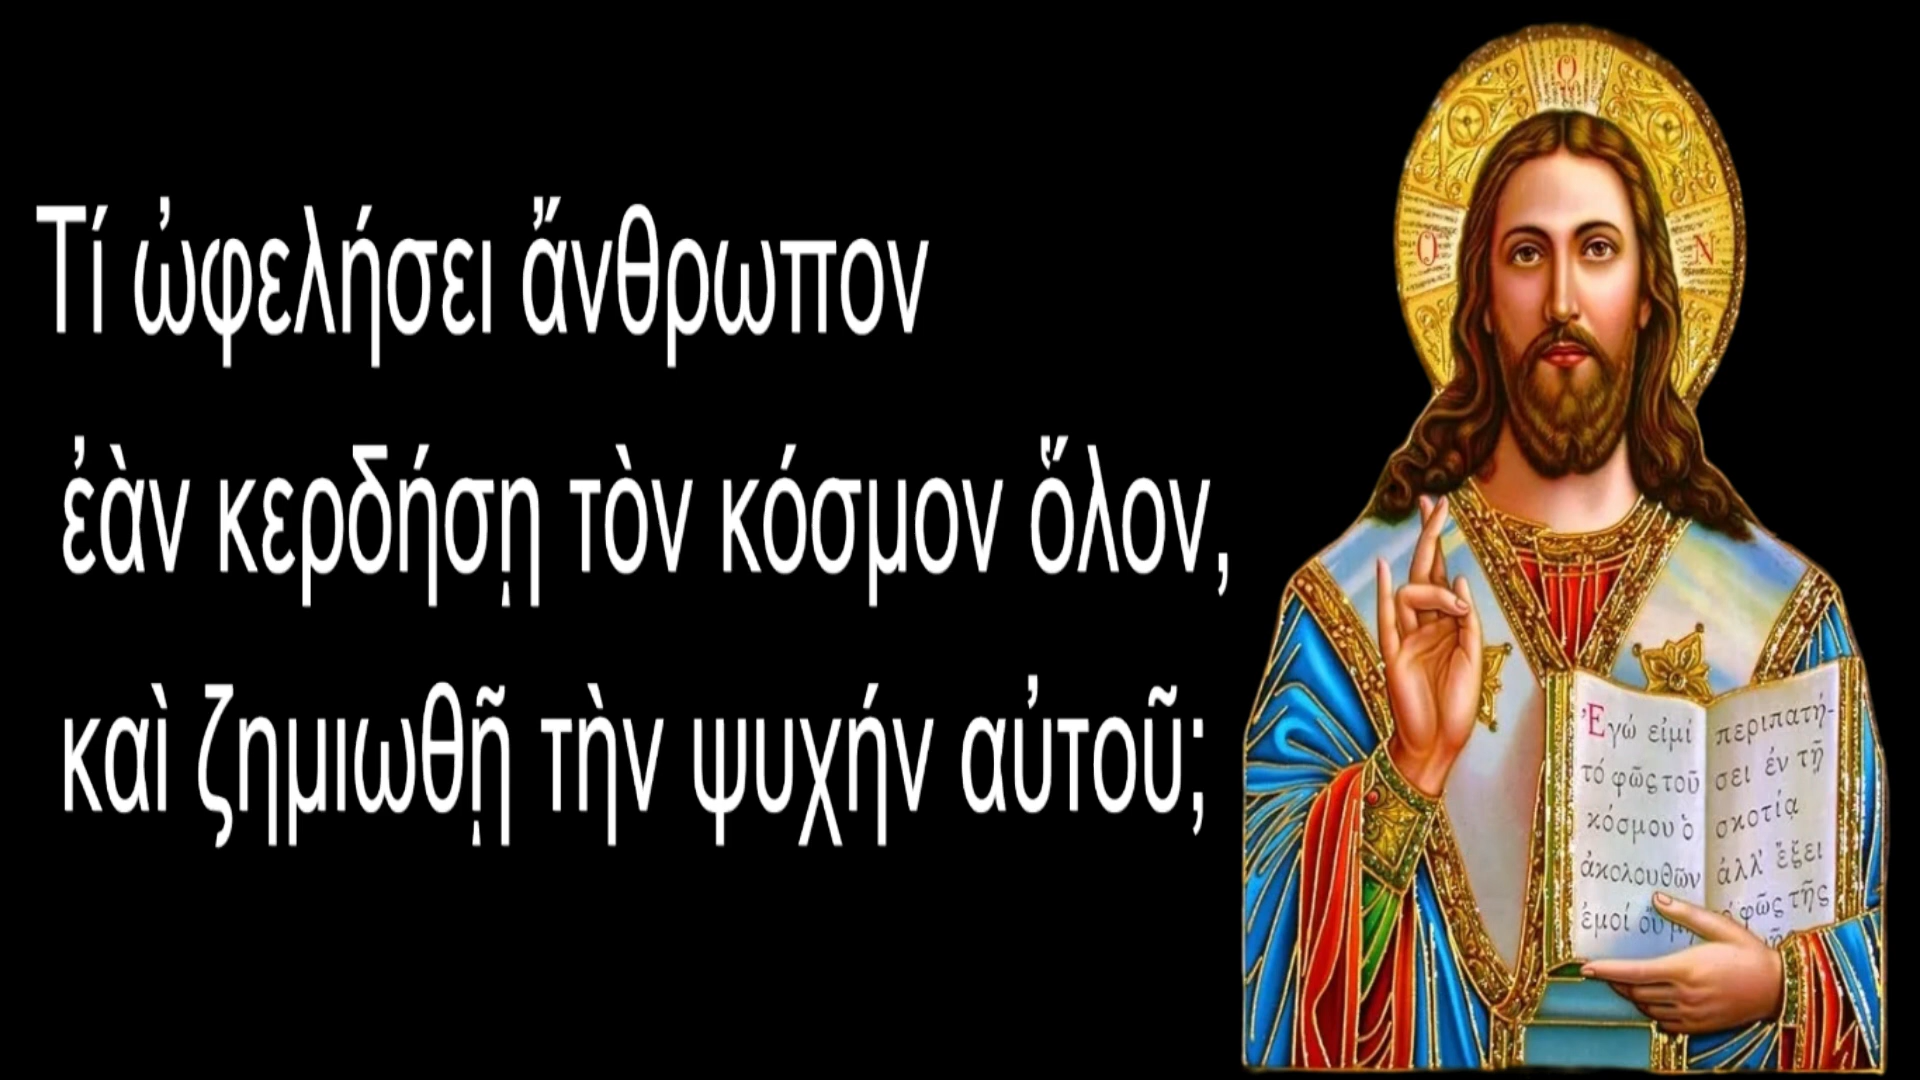 Τί ὠφελήσει ἄνθρωπον
ἐὰν κερδήσῃ τὸν κόσμον ὅλον,
καὶ ζημιωθῇ τὴν ψυχήν αὐτοῦ;
Ο
Ο Ν
Ἐγώ εἰμί
τό φῶς τοῦ
κόσμου ὁ
ἀκολουθῶν
ἐμοί οὐ
περιπατή-
σει ἐν τῇ
σκοτίᾳ
ἀλλ' ἕξει
φῶς τῆς